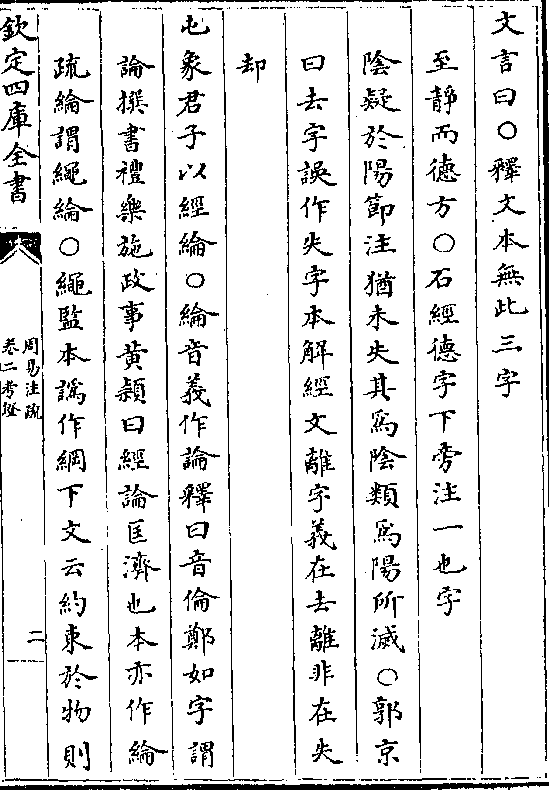 文言曰○釋文本無此三字
至靜而德方○石經德字下旁注一也字
陰疑於陽節注猶未失其爲陰類爲陽所滅○郭京
曰去字誤作失字本解經文離字義在去離非在失
却
屯象君子以經綸○綸音義作論釋曰音倫鄭如字謂
論撰書禮樂施政事黃穎曰經論匡濟也本亦作綸
疏綸謂繩綸○繩監本譌作綱下文云約束於物則
欽定四庫全書
周易注疏
卷二考證
二